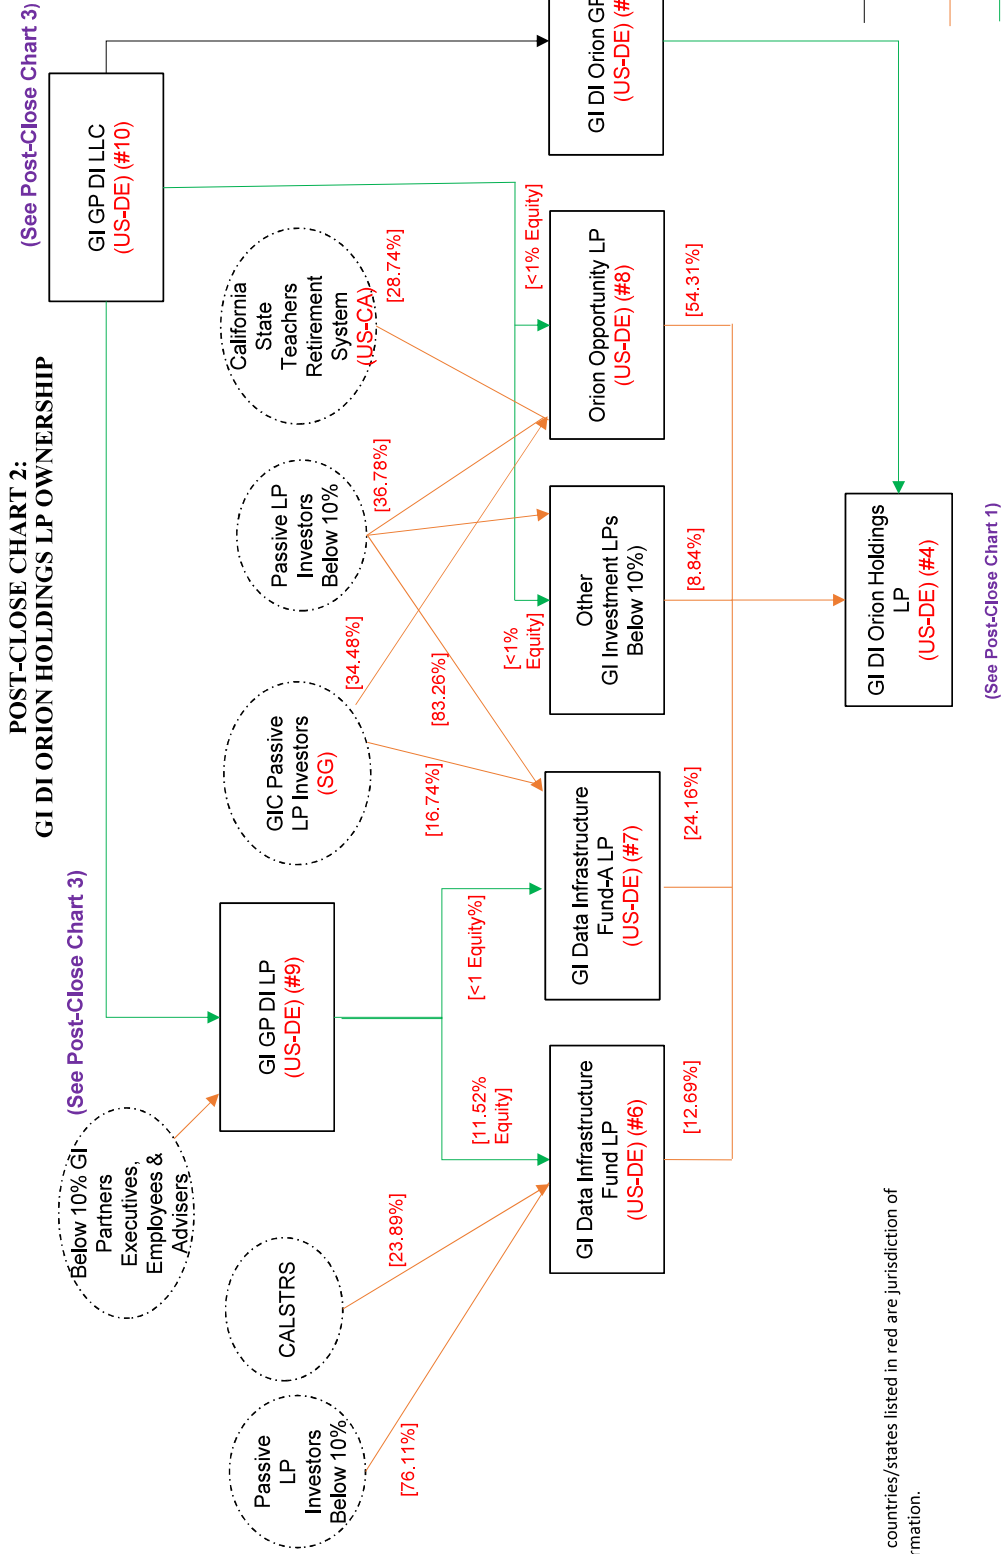 POST-CLOSE CHART 2:
GI DI ORION HOLDINGS LP OWNERSHIP
(See Post-Close Chart 3)
(See Post-Close Chart 3)
Below 10% GI
Partners
Executives,
Employees &
Advisers
GI GP DI LP
(US-DE) (#9)
GI GP DI LLC
(US-DE) (#10)
Passive
LP
Investors
Below 10%
CALSTRS
GIC Passive
LP Investors
(SG)
Passive LP
Investors
Below 10%
California
State
Teachers
Retirement
System
(US-CA)
[76.11%]
[23.89%]
[11.52%
Equity]
[<1 Equity%]
[16.74%]
[83.26%]
[34.48%]
[36.78%]
[28.74%]
[<1%
Equity]
[<1% Equity]
GI Data Infrastructure
Fund LP
(US-DE) (#6)
GI Data Infrastructure
Fund-A LP
(US-DE) (#7)
Other
GI Investment LPs
Below 10%)
Orion Opportunity LP
(US-DE) (#8)
GI DI Orion GP
(US-DE) (#
[12.69%]
[24.16%]
[8.84%]
[54.31%]
GI DI Orion Holdings
LP
(US-DE) (#4)
(See Post-Close Chart 1)
countries/states listed in red are jurisdiction of
rmation.